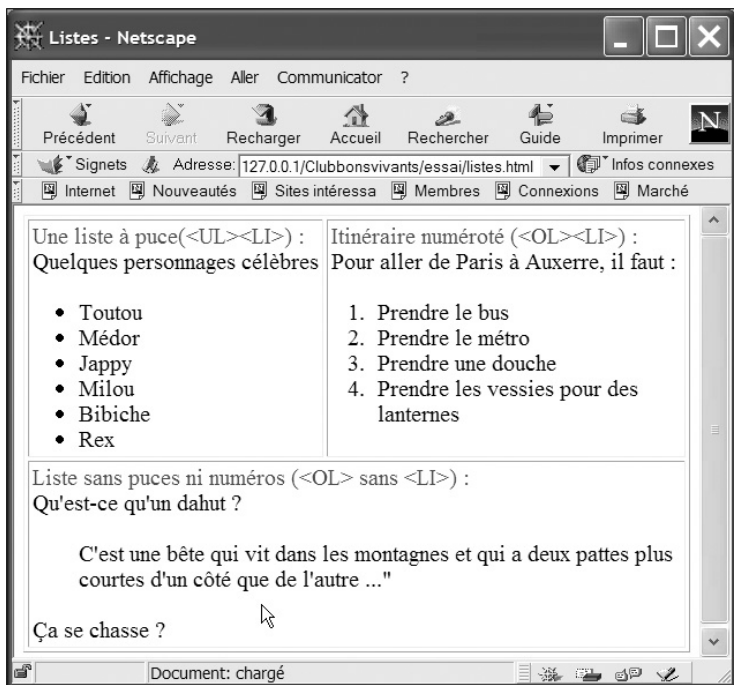 Listes - Netscape
Fichier Edition Affichage Aller Communicator ?
Précédent Suivant Recharger Accueil Rechercher Guide Imprimer
N
Signets Adresse: 127.0.0.1/Clubbonsvivants/essai/listes.html Infos connexes
Internet Nouveautés Sites intéressa Membres Connexions Marché
Une liste à puce(<UL><LI>) :
Quelques personnages célèbres
• Toutou
• Médor
• Jappy
• Milou
• Bibiche
• Rex
Itinéraire numéroté (<OL><LI>) :
Pour aller de Paris à Auxerre, il faut :
1. Prendre le bus
2. Prendre le métro
3. Prendre une douche
4. Prendre les vessies pour des
lanternes
Liste sans puces ni numéros (<OL> sans <LI>) :
Qu'est-ce qu'un dahut ?
C'est une bête qui vit dans les montagnes et qui a deux pattes plus
courtes d'un côté que de l'autre ..."
Ça se chasse ?
Document: chargé